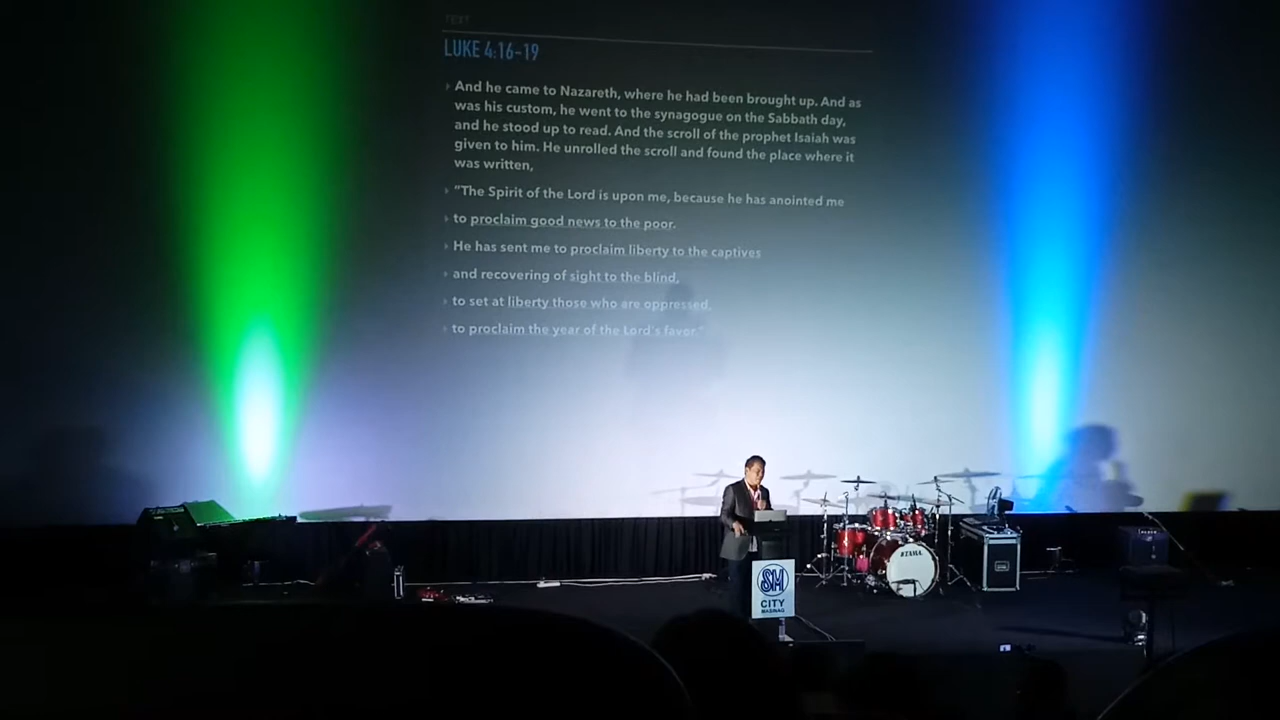 TEXT
LUKE 4:16-19
And he came to Nazareth, where he had been brought up. And as
was his custom, he went to the synagogue on the Sabbath day,
and he stood up to read. And the scroll of the prophet Isaiah was
given to him. He unrolled the scroll and found the place where it
was written,
"The Spirit of the Lord is upon me, because he has anointed me
to proclaim good news to the poor.
He has sent me to proclaim liberty to the captives
and recovering of sight to the blind,
to set at liberty those who are oppressed,
to proclaim the year of the Lord's favor."
TAMA
SM
CITY
MASINAG